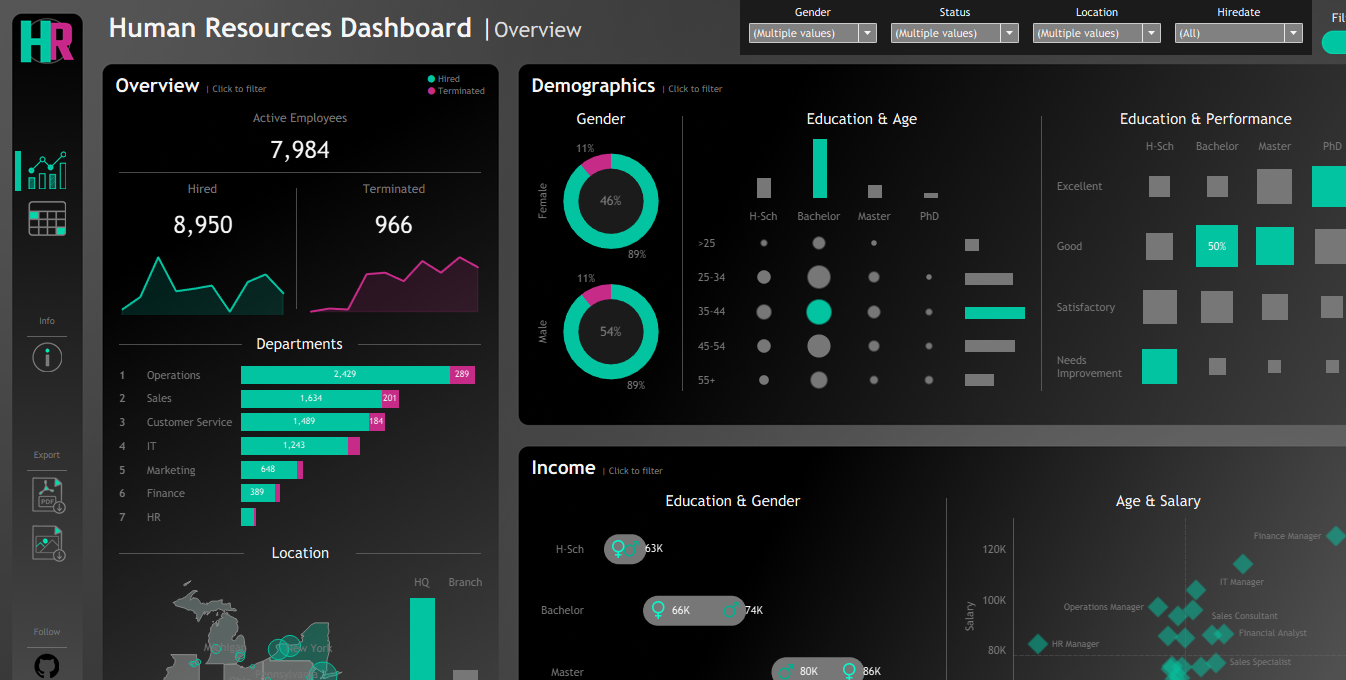 HR
Human Resources Dashboard | Overview
Gender
Status
Location
Hiredate
(Multiple values)
(Multiple values)
(Multiple values)
(All)
Info
Export
PDF
Follow
Overview | Click to filter
Hired
Terminated
Active Employees
7,984
Hired
8,950
Terminated
966
Departments
1 Operations 2,429 289
2 Sales 1,634 201
3 Customer Service 1,489 184
4 IT 1,243
5 Marketing 648
6 Finance 389
7 HR
Location
HQ Branch
Michigan
New York
Demographics | Click to filter
Gender
Female
11%
46%
89%
Male
11%
54%
89%
Education & Age
H-Sch Bachelor Master PhD
>25
25-34
35-44
45-54
55+
Education & Performance
H-Sch Bachelor Master PhD
Excellent
Good 50%
Satisfactory
Needs
Improvement
Income | Click to filter
Education & Gender
H-Sch 63K
Bachelor 66K 74K
Master 80K 86K
Age & Salary
Salary
120K
100K
80K
Finance Manager
IT Manager
Operations Manager
Sales Consultant
Financial Analyst
HR Manager
Sales Specialist